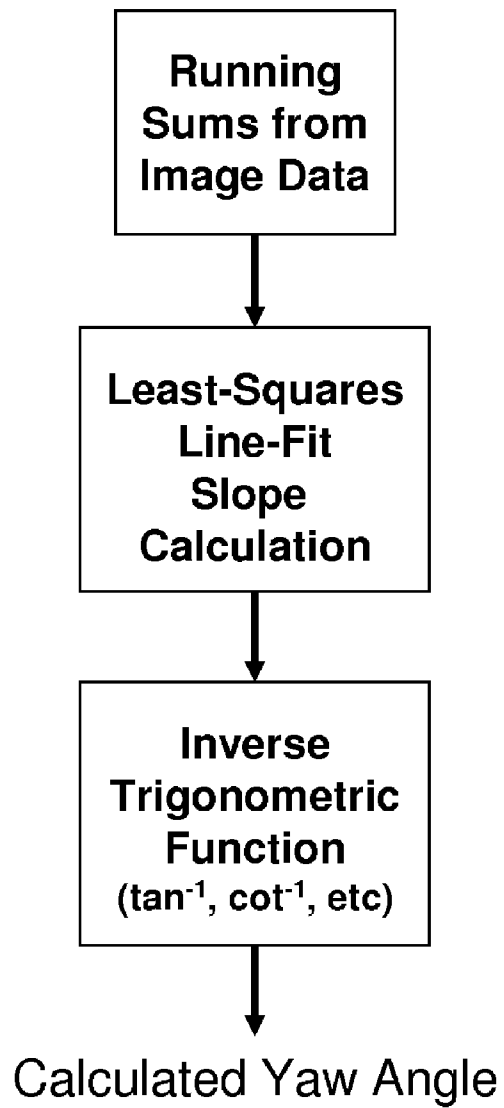 Running
Sums from
Image Data
Least-Squares
Line-Fit
Slope
Calculation
Inverse
Trigonometric
Function
(tan⁻¹, cot⁻¹, etc)
Calculated Yaw Angle